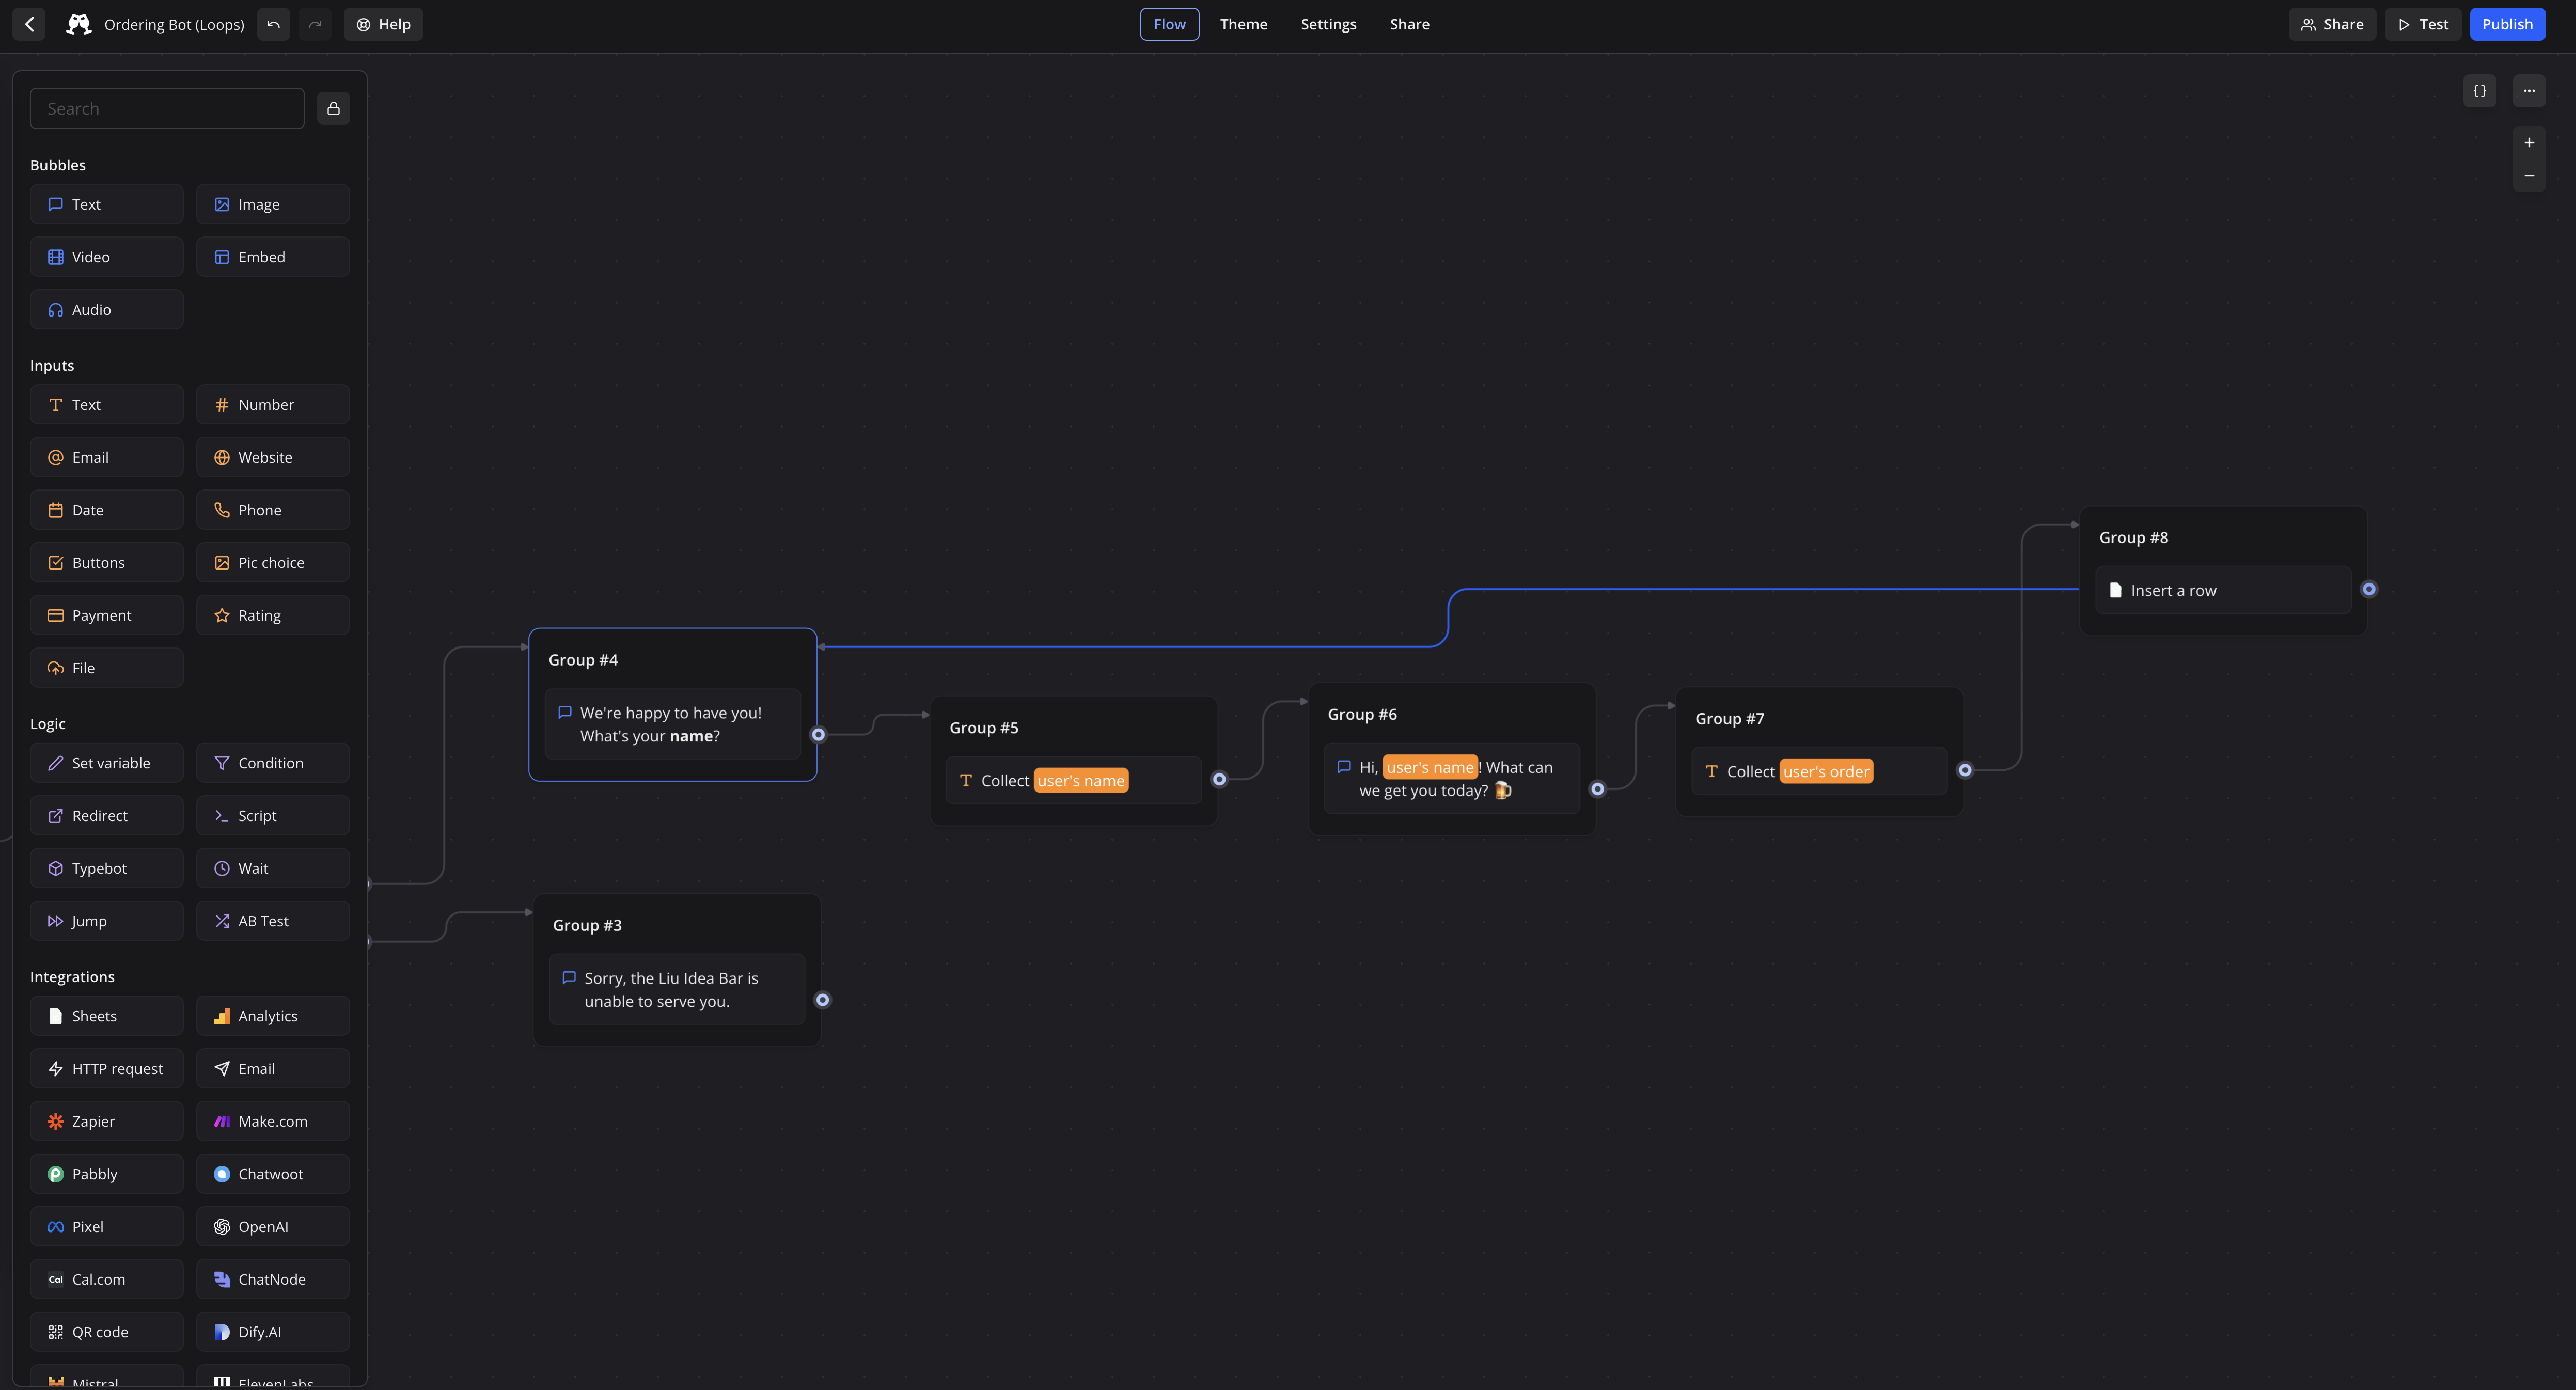 Ordering Bot (Loops)
Help
Flow
Theme
Settings
Share
Share
Test
Publish
Search
Bubbles
Text
Image
Video
Embed
Audio
Inputs
Text
Number
Email
Website
Date
Phone
Buttons
Pic choice
Payment
Rating
File
Logic
Set variable
Condition
Redirect
Script
Typebot
Wait
Jump
AB Test
Integrations
Sheets
Analytics
HTTP request
Email
Zapier
Make.com
Pabbly
Chatwoot
Pixel
OpenAI
Cal
Cal.com
ChatNode
QR code
Dify.AI
Mistral
ElevenLabs
Group #4
We're happy to have you!
What's your name?
Group #5
Collect user's name
Group #6
Hi, user's name! What can
we get you today? 🍺
Group #7
Collect user's order
Group #8
Insert a row
Group #3
Sorry, the Liu Idea Bar is
unable to serve you.